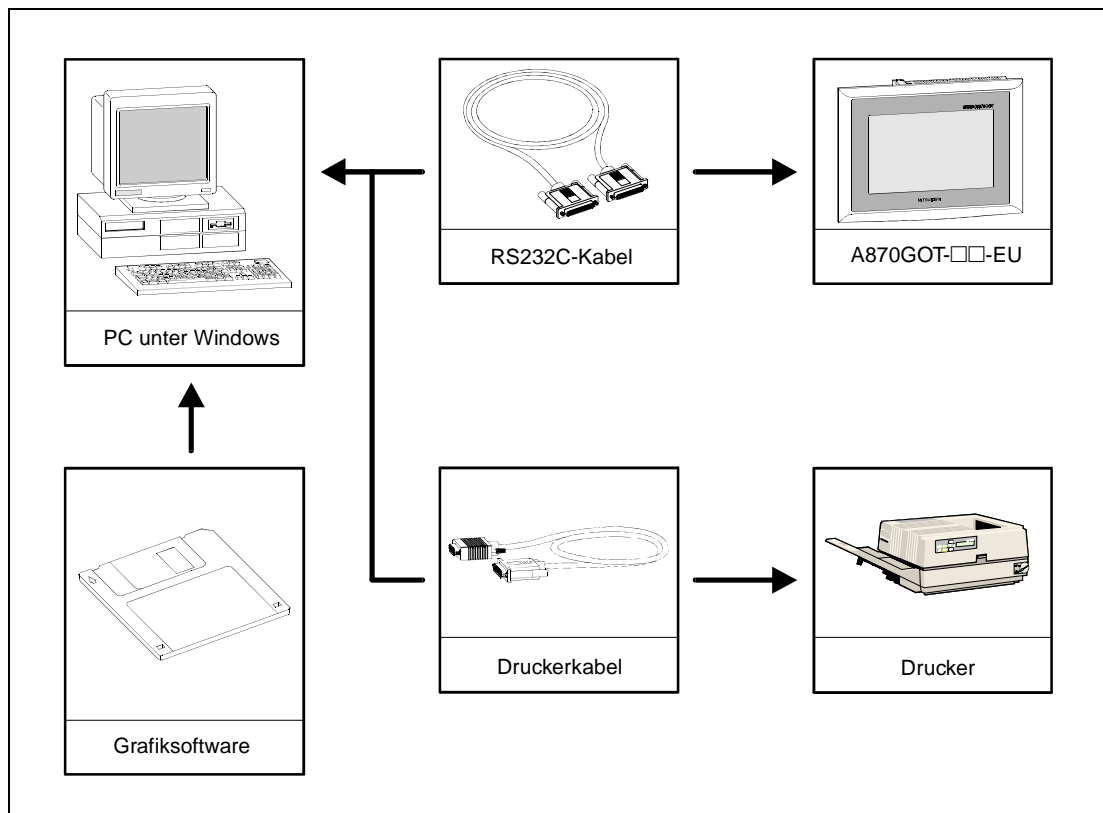 PC unter Windows
RS232C-Kabel
A870GOT-□□-EU
Grafiksoftware
Druckerkabel
Drucker